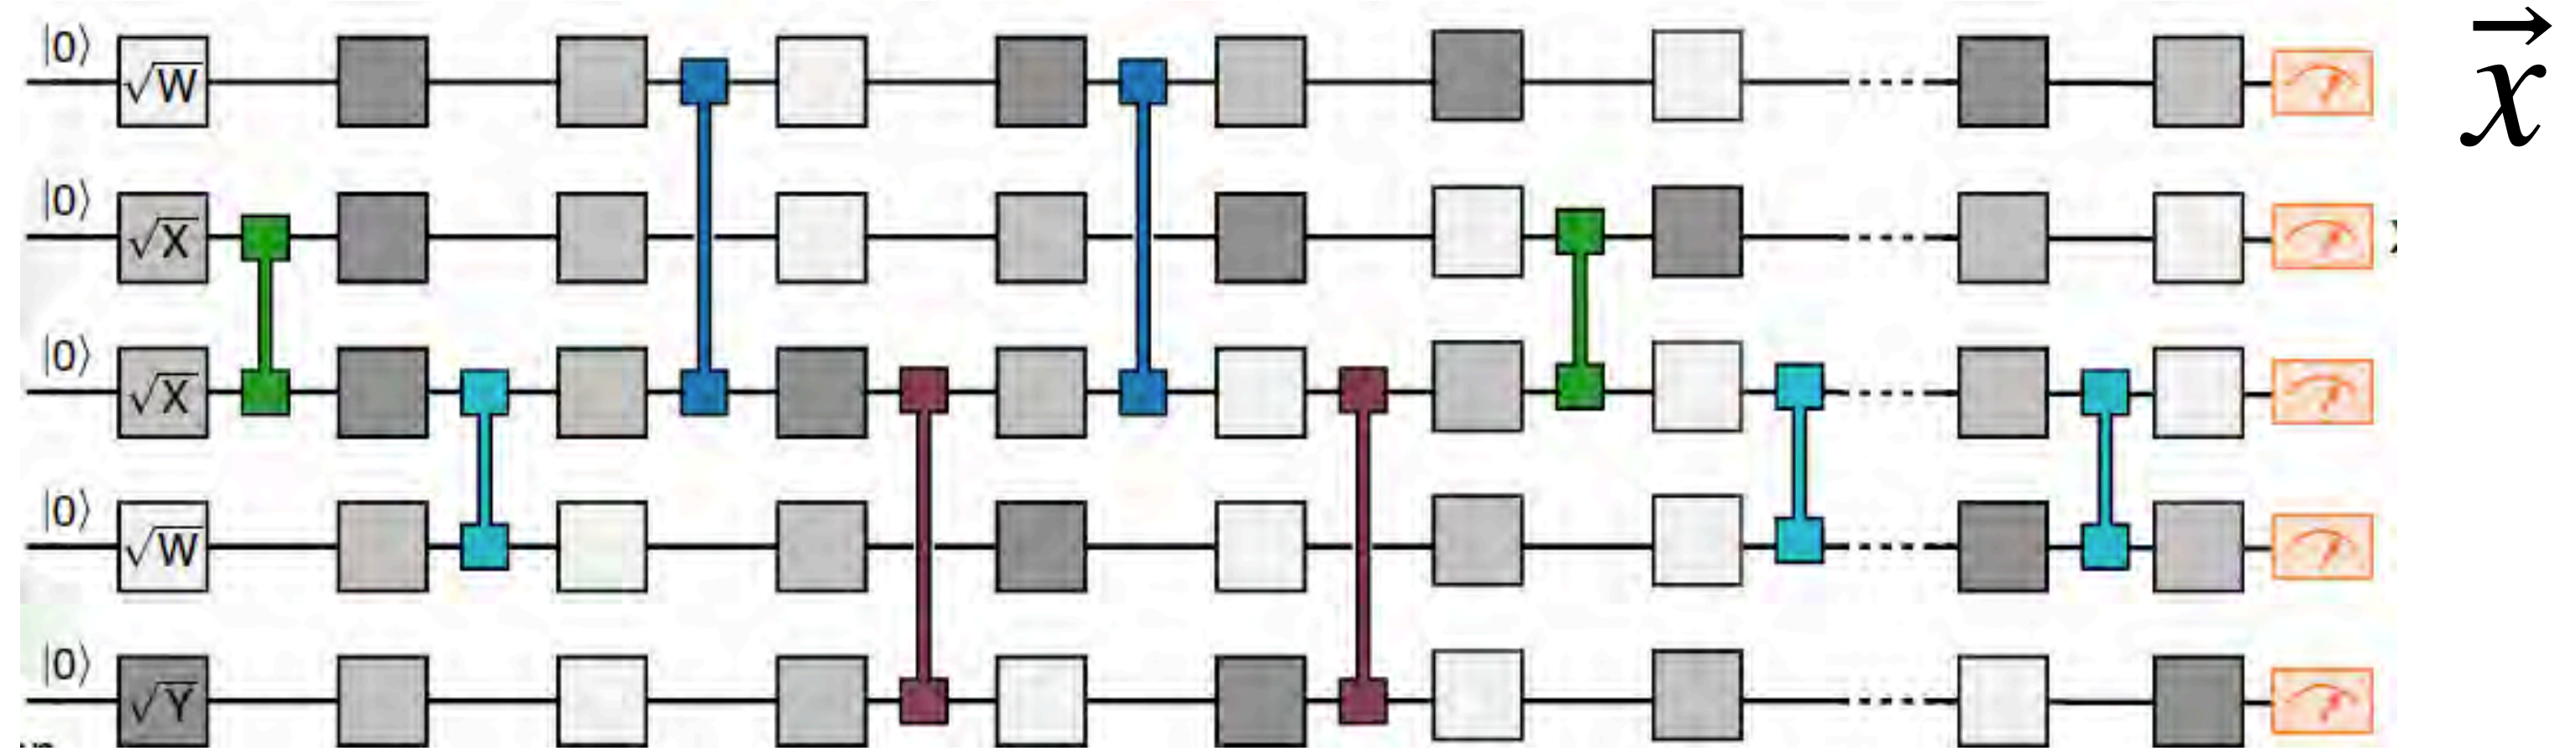 |0⟩ √W
x⃗
|0⟩ √X
|0⟩ √X
|0⟩ √W
|0⟩ √Y